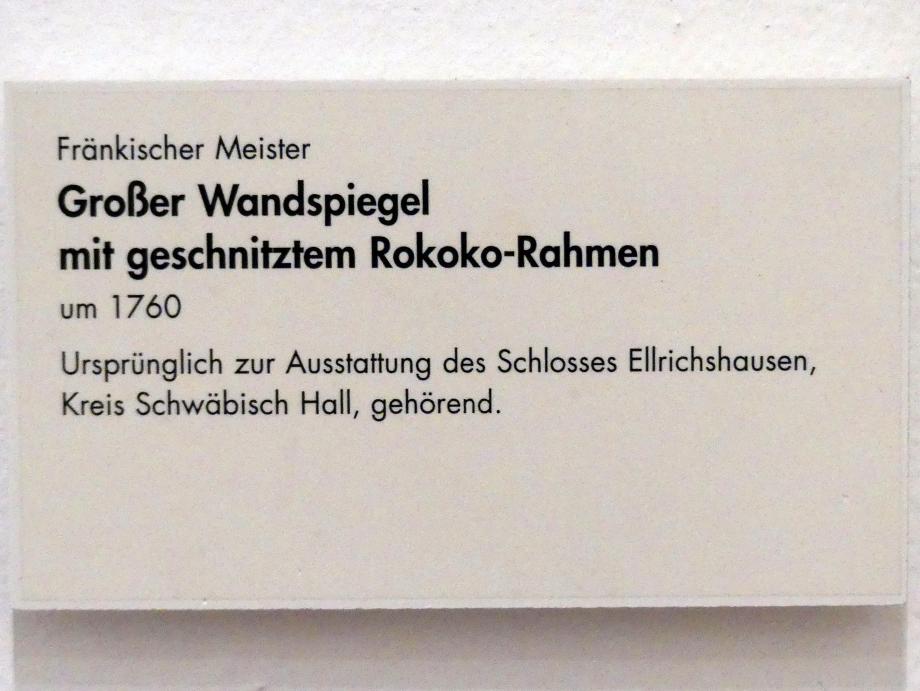 Fränkischer Meister
Großer Wandspiegel
mit geschnitztem Rokoko-Rahmen
um 1760
Ursprünglich zur Ausstattung des Schlosses Ellrichshausen,
Kreis Schwäbisch Hall, gehörend.